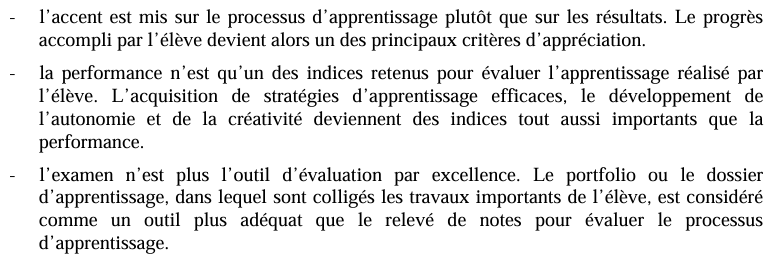 - l’accent est mis sur le processus d’apprentissage plutôt que sur les résultats. Le progrès
accompli par l’élève devient alors un des principaux critères d’appréciation.
- la performance n’est qu’un des indices retenus pour évaluer l’apprentissage réalisé par
l’élève. L’acquisition de stratégies d’apprentissage efficaces, le développement de
l’autonomie et de la créativité deviennent des indices tout aussi importants que la
performance.
- l’examen n’est plus l’outil d’évaluation par excellence. Le portfolio ou le dossier
d’apprentissage, dans lequel sont colligés les travaux importants de l’élève, est considéré
comme un outil plus adéquat que le relevé de notes pour évaluer le processus
d’apprentissage.